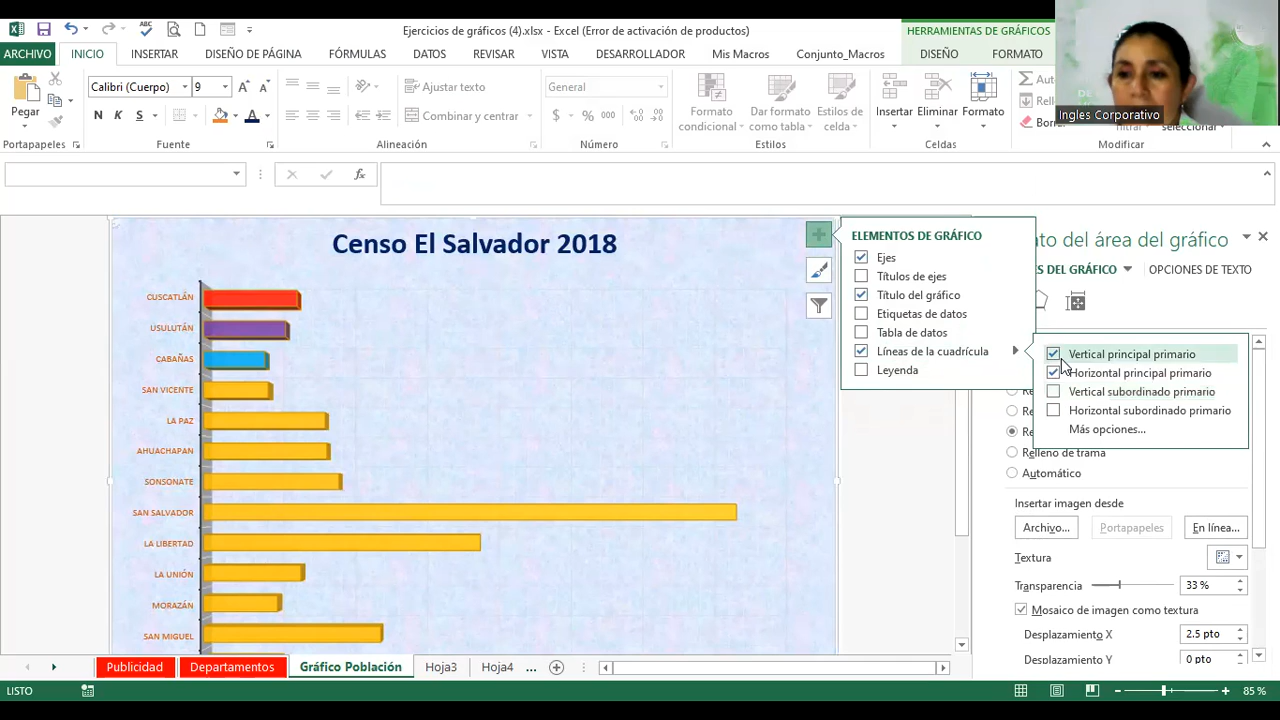 Ejercicios de gráficos (4).xlsx - Excel (Error de activación de productos)
HERRAMIENTAS DE GRÁFICOS
ARCHIVO INICIO INSERTAR DISEÑO DE PÁGINA FÓRMULAS DATOS REVISAR VISTA DESARROLLADOR Mis Macros Conjunto_Macros DISEÑO FORMATO
Ingles Corporativo
Pegar
Calibri (Cuerpo) 0
N K S
Ajustar texto
Combinar y centrar
General
$ % 000
Formato condicional
Dar formato como tabla
Estilos de celda
Insertar Eliminar Formato
Portapapeles Fuente Alineación Número Estilos Celdas Modificar
fx
Censo El Salvador 2018
CUSCATLÁN
USULUTÁN
CABAÑAS
SAN VICENTE
LA PAZ
AHUACHAPAN
SONSONATE
SAN SALVADOR
LA LIBERTAD
LA UNIÓN
MORAZÁN
SAN MIGUEL
ELEMENTOS DE GRÁFICO
Ejes
Títulos de ejes
Título del gráfico
Etiquetas de datos
Tabla de datos
Líneas de la cuadrícula
Leyenda
Vertical principal primario
Horizontal principal primario
Vertical subordinado primario
Horizontal subordinado primario
Más opciones...
del área del gráfico
DEL GRÁFICO OPCIONES DE TEXTO
Relleno de trama
Automático
Insertar imagen desde
Archivo... Portapapeles En línea...
Textura
Transparencia 33 %
Mosaico de imagen como textura
Desplazamiento X 2.5 pto
Desplazamiento Y 0 pto
Publicidad Departamentos Gráfico Población Hoja3 Hoja4 ...
LISTO 85 %